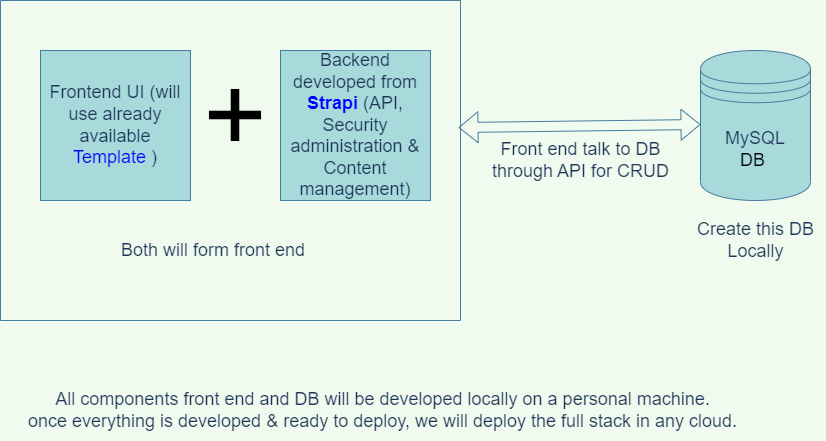 Frontend UI (will
use already
available
Template )
Backend
developed from
Strapi (API,
Security
administration &
Content
management)
Both will form front end
Front end talk to DB
through API for CRUD
MySQL
DB
Create this DB
Locally
All components front end and DB will be developed locally on a personal machine.
once everything is developed & ready to deploy, we will deploy the full stack in any cloud.